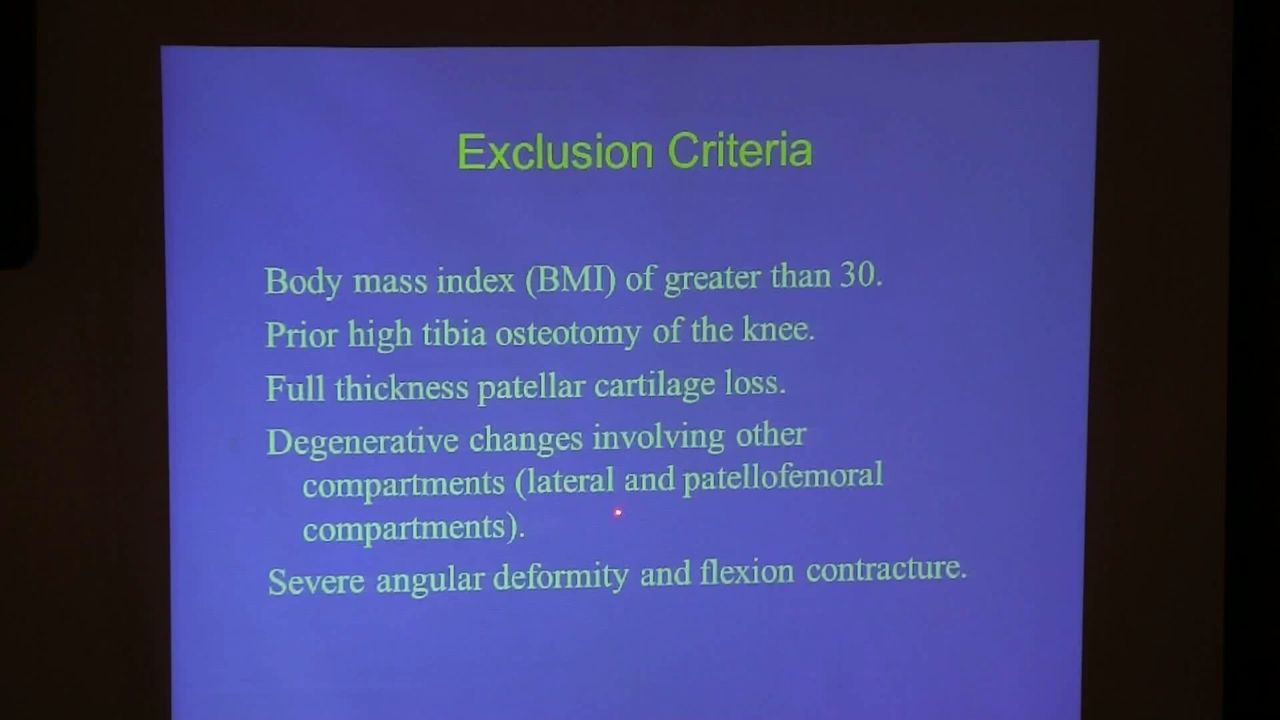 Exclusion Criteria
Body mass index (BMI) of greater than 30.
Prior high tibia osteotomy of the knee.
Full thickness patellar cartilage loss.
Degenerative changes involving other
compartments (lateral and patellofemoral
compartments).
Severe angular deformity and flexion contracture.